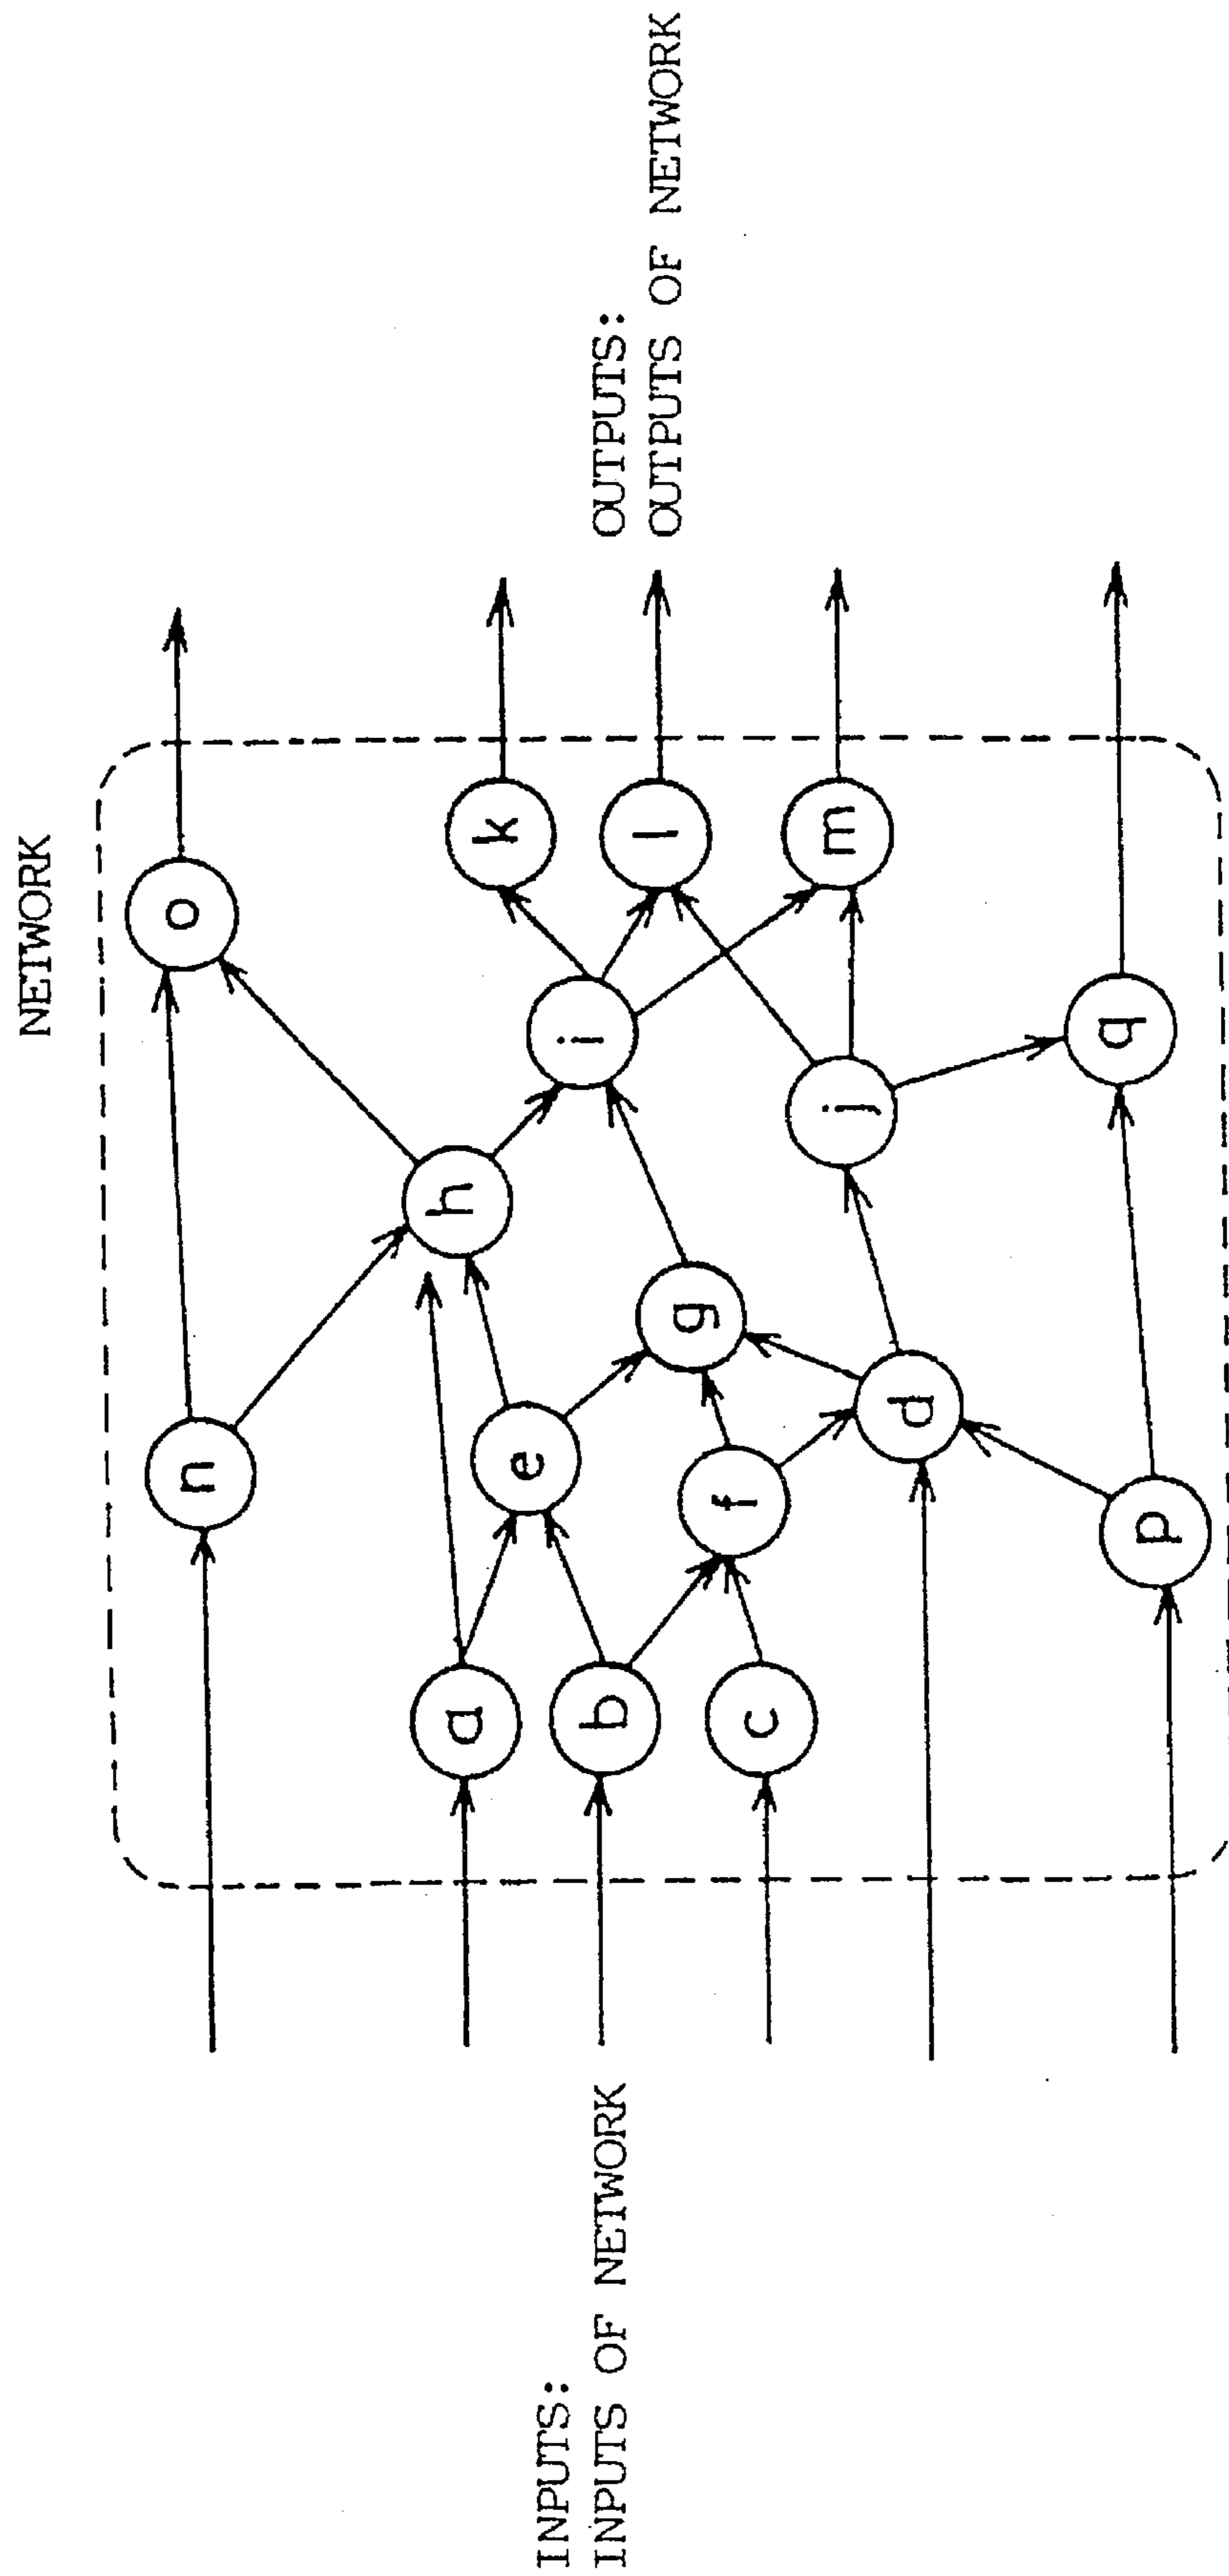 NETWORK
INPUTS:
INPUTS OF NETWORK
n
o
a
h
k
b
e
i
l
c
f
g
j
m
d
p
q
OUTPUTS:
OUTPUTS OF NETWORK